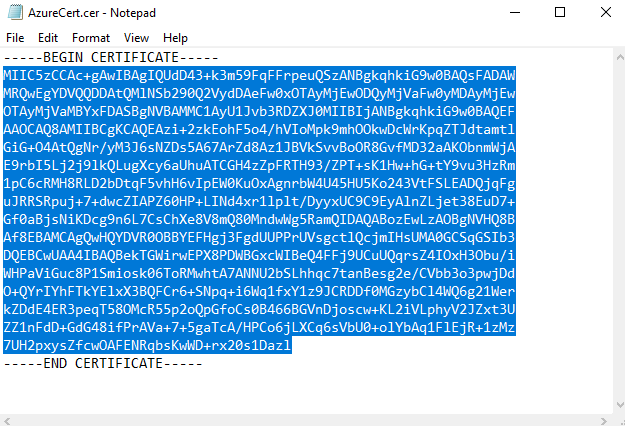 AzureCert.cer - Notepad
File Edit Format View Help
-----BEGIN CERTIFICATE-----
MIIC5zCCAc+gAwIBAgIQUdD43+k3m59FqFFrpeuQSzANBgkqhkiG9w0BAQsFADAW
MRQwEgYDVQQDDAtQMlNSb290Q2VydDAeFw0xOTAyMjEwODQyMjVaFw0yMDAyMjEw
OTAyMjVaMBYxFDASBgNVBAMMC1AyU1Jvb3RDZXJ0MIIBIjANBgkqhkiG9w0BAQEF
AAOCAQ8AMIIBCgKCAQEAzi+2zkEohF5o4/hVIoMpk9mhOOkwDcWrKpqZTJdtamtl
GiG+O4AtQgNr/yM3J6sNZDs5A67ArZd8Az1JBVkSvvBoOR8GvfMD32aAKObnmWjA
E9rbI5Lj2j9lkQLugXcy6aUhuATCGH4zZpFRTH93/ZPT+sK1Hw+hG+tY9vu3HzRm
1pC6cRMH8RLD2bDtqF5vhH6vIpEW0KuOxAgnrbW4U45HU5Ko243VtFSLEADQjqFg
uJRRSRpuj+7+dwcZIAPZ60HP+LINd4xr1lplt/DyyxUC9C9EyAlnZLjet38EuD7+
Gf0aBjsNiKDcg9n6L7CsChXe8V8mQ80MndwWg5RamQIDAQABozEwLzAOBgNVHQ8B
Af8EBAMCAgQwHQYDVR0OBBYEFHgj3FgdUUPPrUVsgctlQcjmIHsUMA0GCSqGSIb3
DQEBCwUAA4IBAQBekTGWirwEPX8PDWBGxcWIBeQ4FFj9UCuUQqrsZ4IOxH3Obu/i
WHPaViGuc8P1Smiosk06ToRMwhtA7ANNU2bSLhhqc7tanBesg2e/CVbb3o3pwjDd
O+QYrIYhFTkYElxX3BQFCr6+SNpq+i6Wq1fxY1z9JCRDDf0MGzybCl4WQ6g21Wer
kZDdE4ER3peqT58OMcR55p2oQpGfoCs0B466BGVnDjoscw+KL2iVLphyV2JZxt3U
ZZ1nFdD+GdG48ifPrAVa+7+5gaTcA/HPCo6jLXCq6sVbU0+olYbAq1FlEjR+1zMz
7UH2pxysZfcwOAFENRqbsKwWD+rx20s1Dazl
-----END CERTIFICATE-----